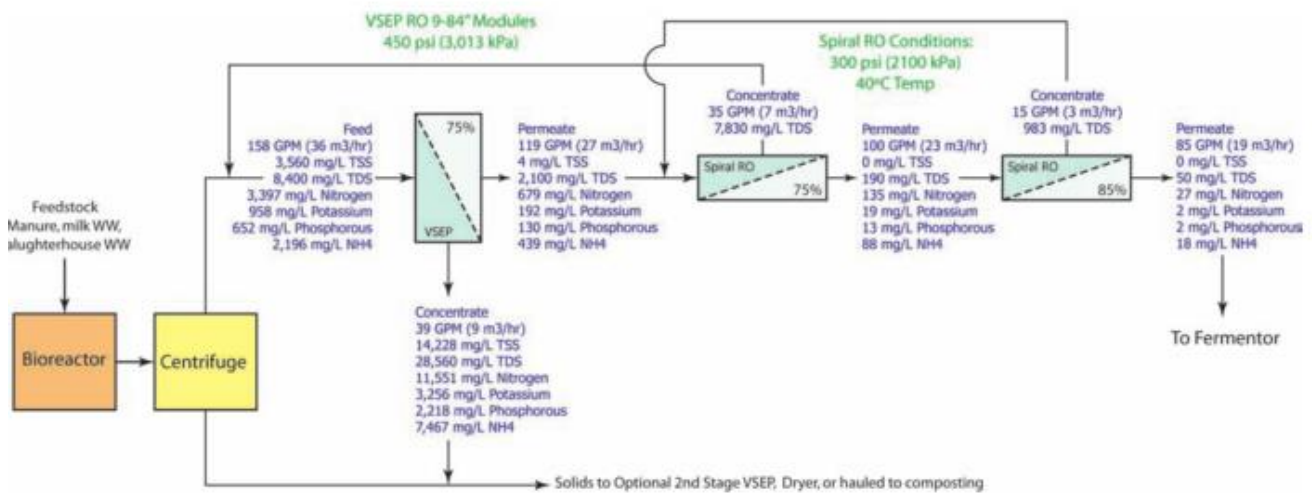 VSEP RO 9-84" Modules
450 psi (3,013 kPa)
Spiral RO Conditions:
300 psi (2100 kPa)
40ºC Temp
Feed
158 GPM (36 m3/hr)
3,560 mg/L TSS
8,400 mg/L TDS
3,397 mg/L Nitrogen
958 mg/L Potassium
652 mg/L Phosphorous
2,196 mg/L NH4
75%
VSEP
Permeate
119 GPM (27 m3/hr)
4 mg/L TSS
2,100 mg/L TDS
679 mg/L Nitrogen
192 mg/L Potassium
130 mg/L Phosphorous
439 mg/L NH4
Concentrate
35 GPM (7 m3/hr)
7,830 mg/L TDS
Spiral RO
75%
Permeate
100 GPM (23 m3/hr)
0 mg/L TSS
190 mg/L TDS
135 mg/L Nitrogen
19 mg/L Potassium
13 mg/L Phosphorous
88 mg/L NH4
Concentrate
15 GPM (3 m3/hr)
983 mg/L TDS
Spiral RO
85%
Permeate
85 GPM (19 m3/hr)
0 mg/L TSS
50 mg/L TDS
27 mg/L Nitrogen
2 mg/L Potassium
2 mg/L Phosphorous
18 mg/L NH4
To Fermentor
Feedstock
Manure, milk WW,
alughterhouse WW
Bioreactor
Centrifuge
Concentrate
39 GPM (9 m3/hr)
14,228 mg/L TSS
28,560 mg/L TDS
11,551 mg/L Nitrogen
3,256 mg/L Potassium
2,218 mg/L Phosphorous
7,467 mg/L NH4
Solids to Optional 2nd Stage VSEP, Dryer, or hauled to composting